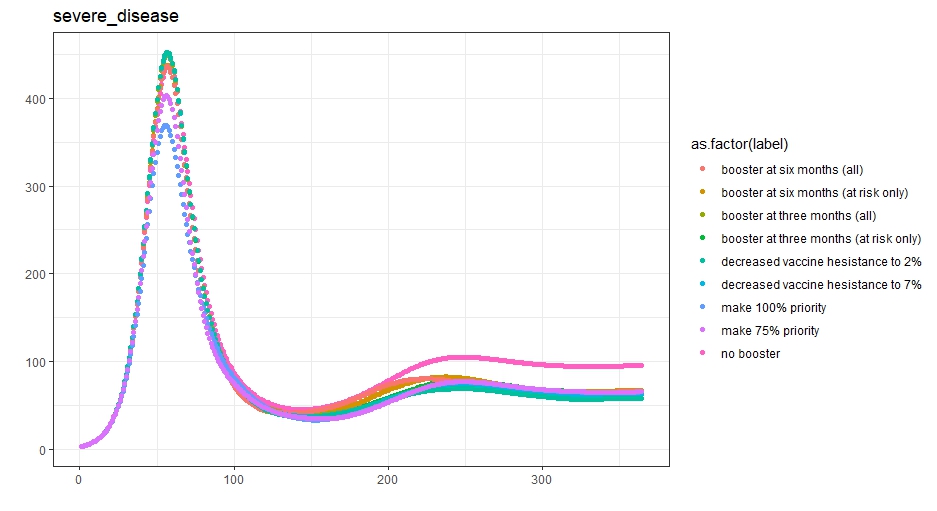 severe_disease
400
300
200
100
0
0 100 200 300
as.factor(label)
booster at six months (all)
booster at six months (at risk only)
booster at three months (all)
booster at three months (at risk only)
decreased vaccine hesistance to 2%
decreased vaccine hesistance to 7%
make 100% priority
make 75% priority
no booster